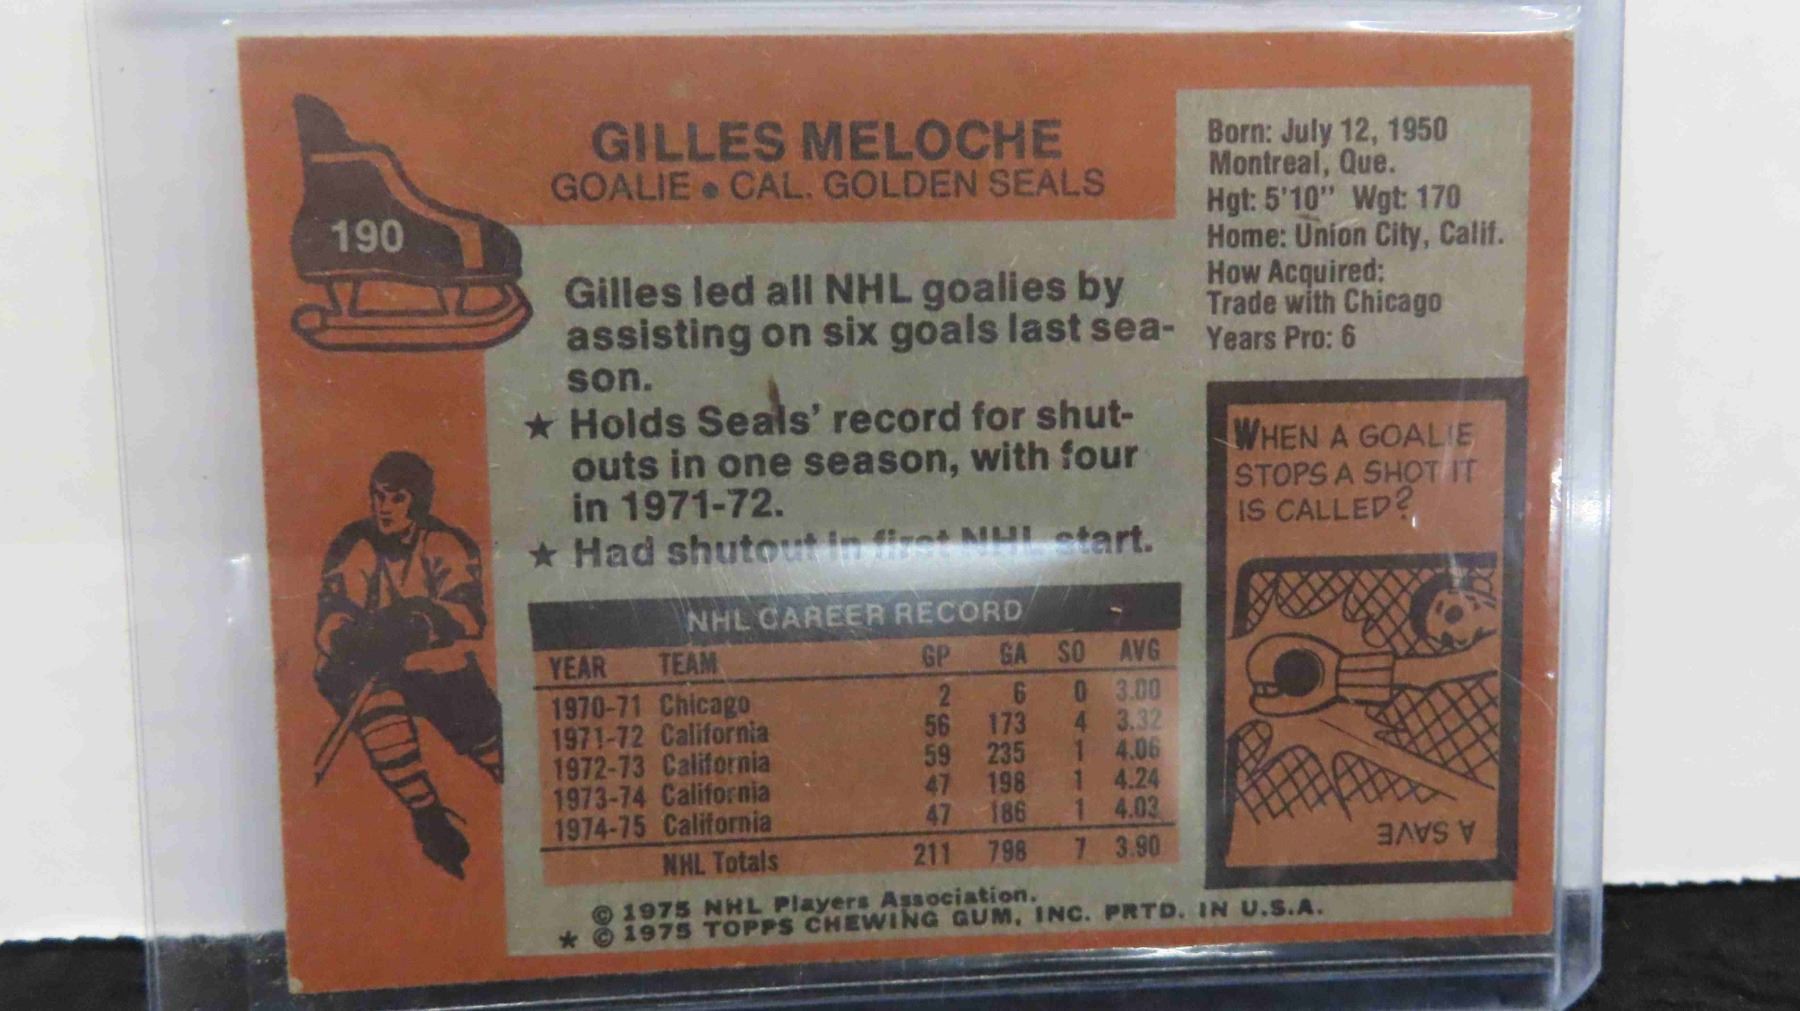 GILLES MELOCHE
GOALIE • CAL. GOLDEN SEALS
190
Born: July 12, 1950
Montreal, Que.
Hgt: 5'10" Wgt: 170
Home: Union City, Calif.
How Acquired:
Trade with Chicago
Years Pro: 6
Gilles led all NHL goalies by
assisting on six goals last sea-
son.
★ Holds Seals' record for shut-
outs in one season, with four
in 1971-72.
★ Had shutout in first NHL start.
NHL CAREER RECORD
YEAR TEAM GP GA SO AVG
1970-71 Chicago 2 6 0 3.00
1971-72 California 56 173 4 3.32
1972-73 California 59 235 1 4.06
1973-74 California 47 198 1 4.24
1974-75 California 47 186 1 4.03
NHL Totals 211 798 7 3.90
WHEN A GOALIE
STOPS A SHOT IT
IS CALLED?
A SAVE
© 1975 NHL Players Association.
* © 1975 TOPPS CHEWING GUM, INC. PRTD. IN U.S.A.